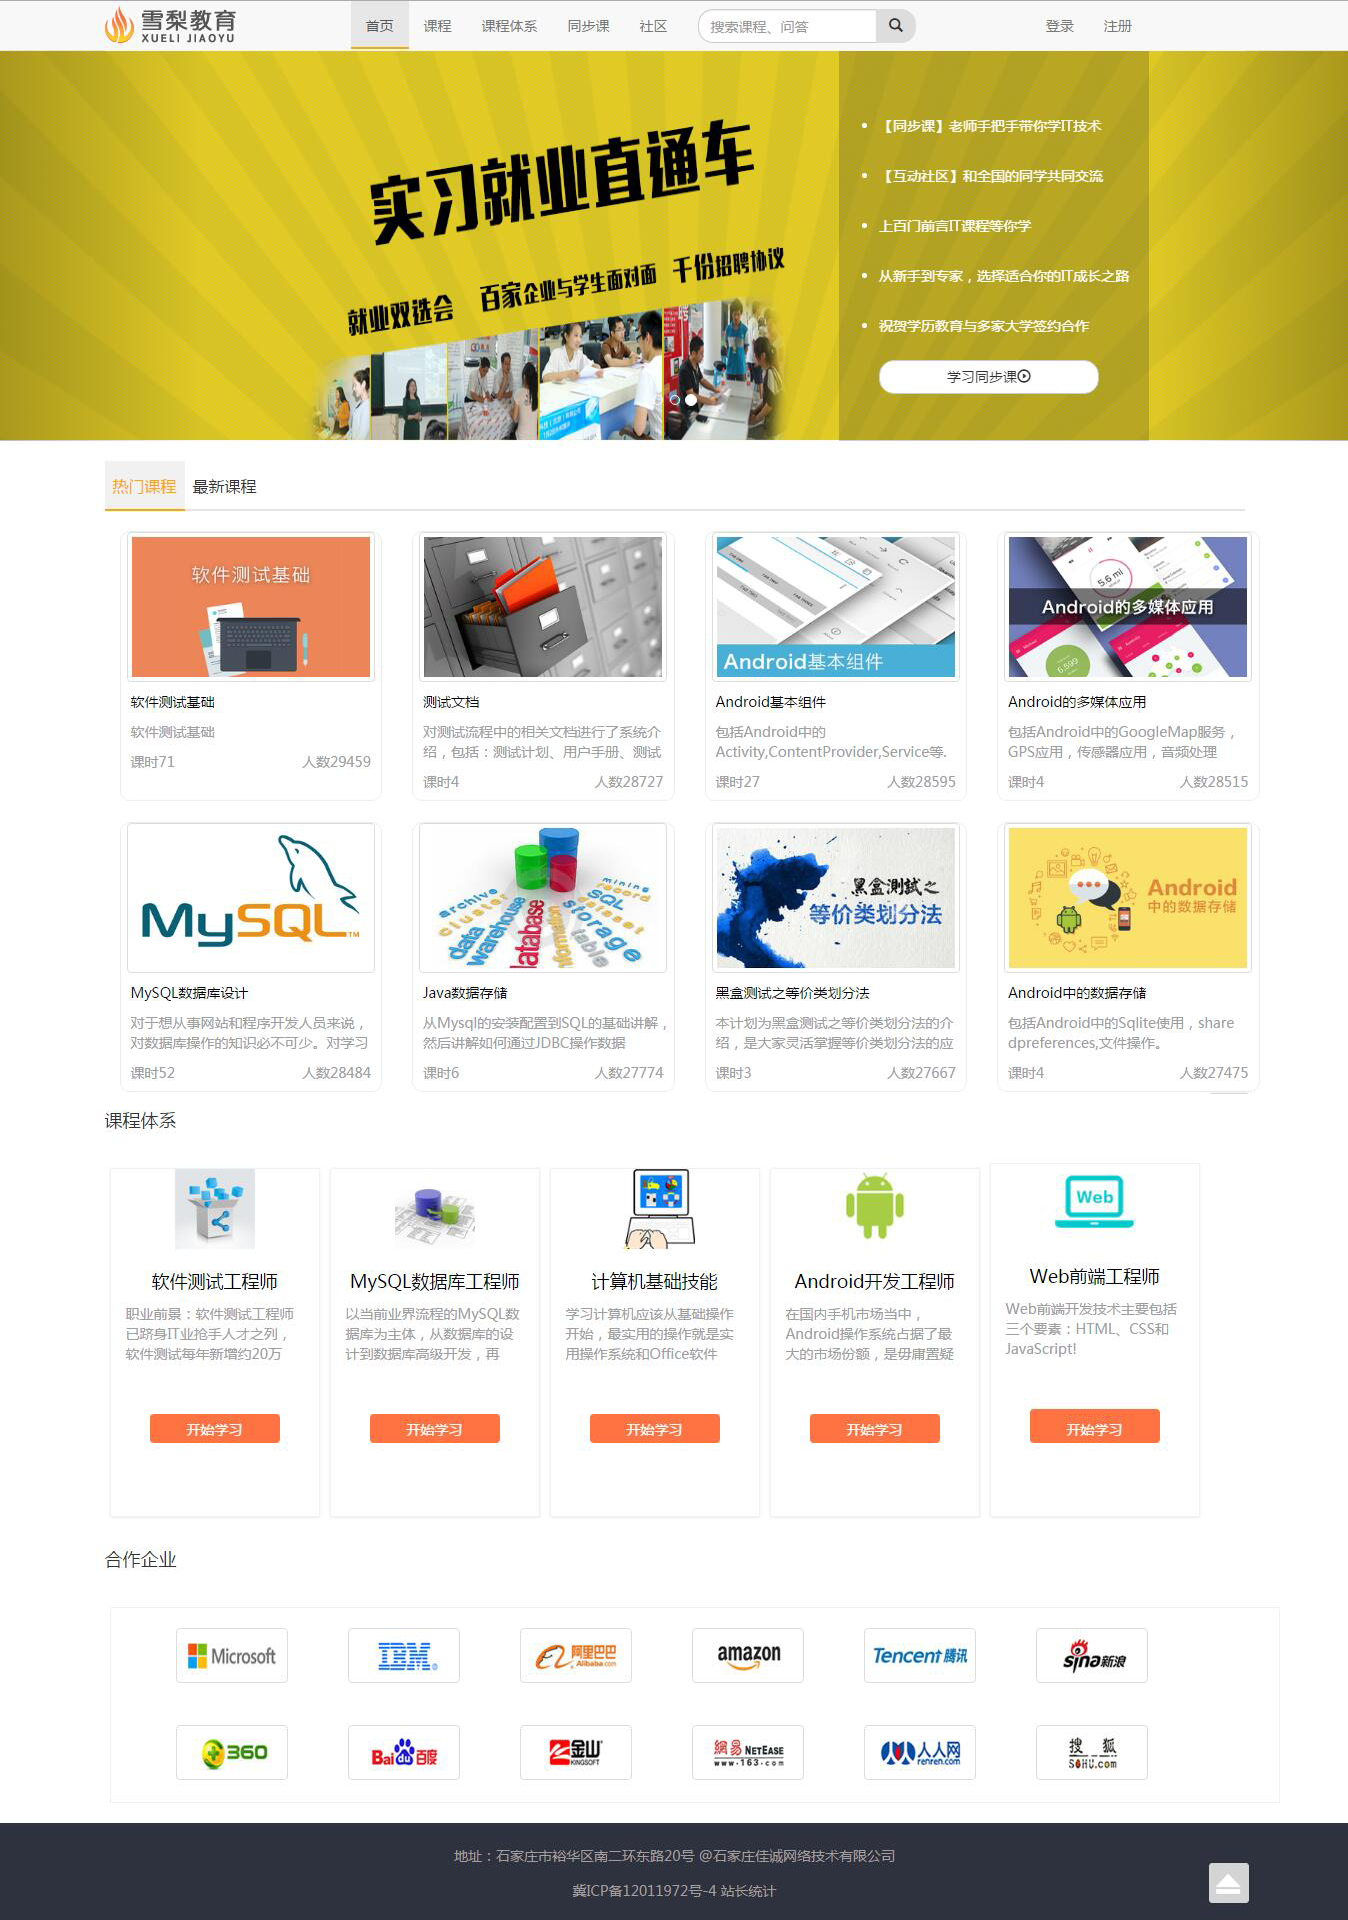 雪梨教育
XUELI JIAOYU
首页 课程 课程体系 同步课 社区 搜索课程、问答 登录 注册
实习就业直通车
就业双选会 百家企业与学生面对面 千份招聘协议
【同步课】老师手把手带你学IT技术
【互动社区】和全国的同学共同交流
上百门前言IT课程等你学
从新手到专家，选择适合你的IT成长之路
祝贺学历教育与多家大学签约合作
学习同步课
热门课程 最新课程
软件测试基础
Android基本组件
Android的多媒体应用
软件测试基础 测试文档 Android基本组件 Android的多媒体应用
软件测试基础 对测试流程中的相关文档进行了系统介 包括Android中的 包括Android中的GoogleMap服务，
绍，包括：测试计划、用户手册、测试 Activity,ContentProvider,Service等. GPS应用，传感器应用，音频处理
课时71 人数29459 课时4 人数28727 课时27 人数28595 课时4 人数28515
MySQL TM
archive cluster data warehouse database information mining record SQL dataset storage table
黑盒测试之
等价类划分法
Android
中的数据存储
MySQL数据库设计 Java数据存储 黑盒测试之等价类划分法 Android中的数据存储
对于想从事网站和程序开发人员来说， 从Mysql的安装配置到SQL的基础讲解， 本计划为黑盒测试之等价类划分法的介 包括Android中的Sqlite使用，share
对数据库操作的知识必不可少。对学习 然后讲解如何通过JDBC操作数据 绍，是大家灵活掌握等价类划分法的应 dpreferences,文件操作。
课时52 人数28484 课时6 人数27774 课时3 人数27667 课时4 人数27475
课程体系
Web
软件测试工程师 MySQL数据库工程师 计算机基础技能 Android开发工程师 Web前端工程师
职业前景：软件测试工程师 以当前业界流程的MySQL数 学习计算机应该从基础操作 在国内手机市场当中， Web前端开发技术主要包括
已跻身IT业抢手人才之列， 据库为主体，从数据库的设 开始，最实用的操作就是实 Android操作系统占据了最 三个要素：HTML、CSS和
软件测试每年新增约20万 计到数据库高级开发，再 用操作系统和Office软件 大的市场份额，是毋庸置疑 JavaScript!
开始学习 开始学习 开始学习 开始学习 开始学习
合作企业
Microsoft IBM 阿里巴巴 Alibaba.com amazon Tencent 腾讯 sina新浪
360 Bai百度 金山 KINGSOFT 網易 NETEASE www.163.com 人人网 renren.com 搜狐 SOHU.com
地址：石家庄市裕华区南二环东路20号 @石家庄佳诚网络技术有限公司
冀ICP备12011972号-4 站长统计